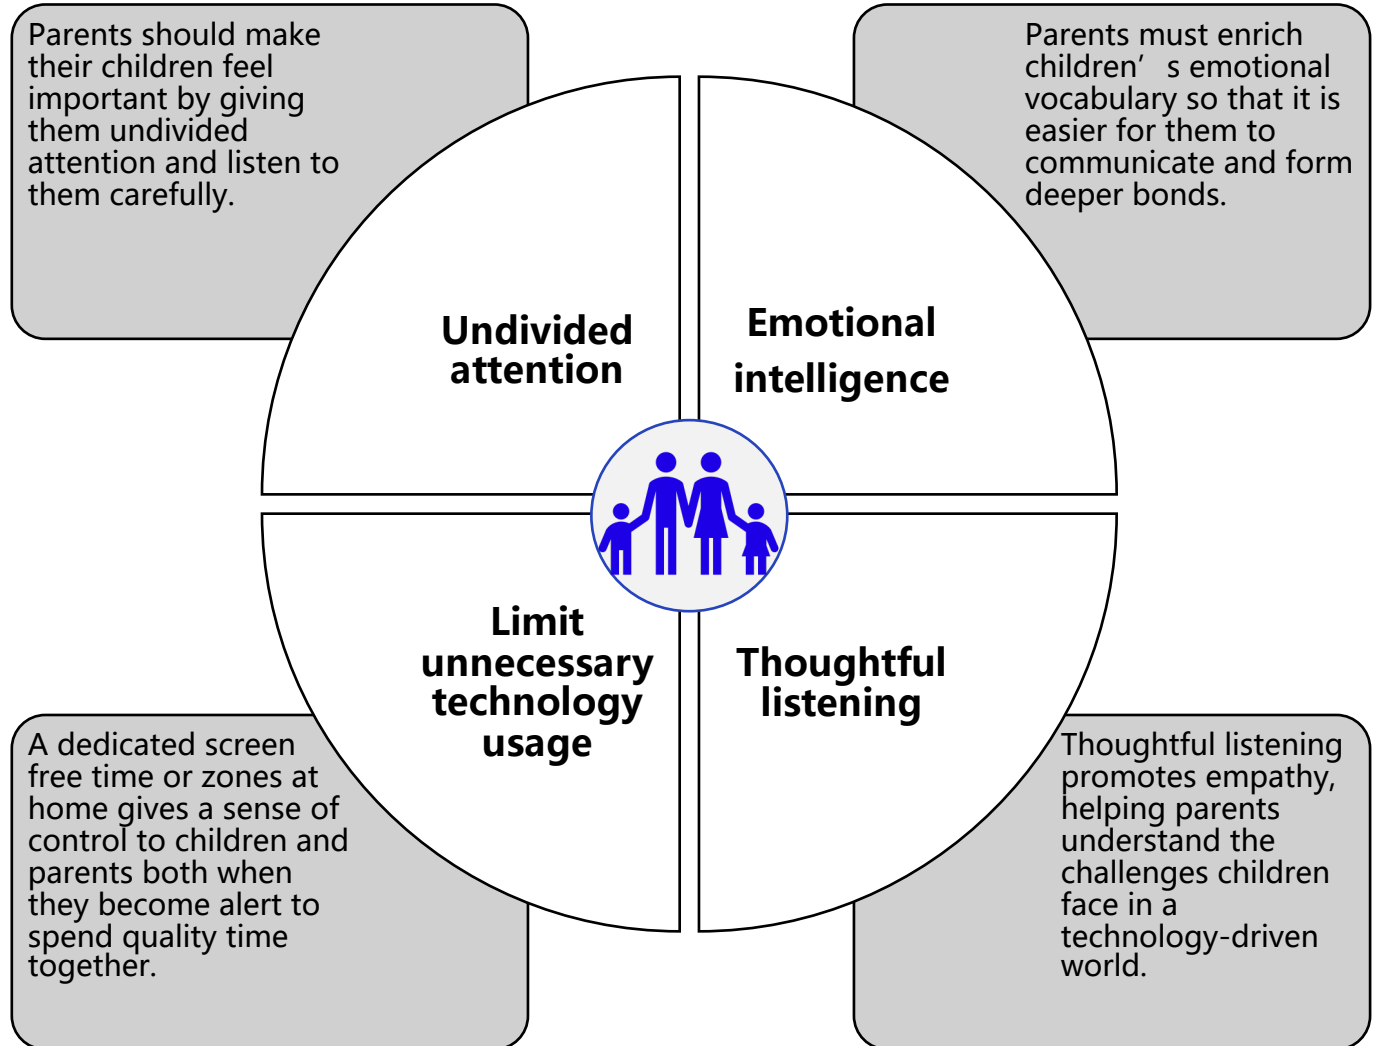 Parents should make
their children feel
important by giving
them undivided
attention and listen to
them carefully.
Parents must enrich
children’ s emotional
vocabulary so that it is
easier for them to
communicate and form
deeper bonds.
Undivided
attention
Emotional
intelligence
Limit
unnecessary
technology
usage
Thoughtful
listening
A dedicated screen
free time or zones at
home gives a sense of
control to children and
parents both when
they become alert to
spend quality time
together.
Thoughtful listening
promotes empathy,
helping parents
understand the
challenges children
face in a
technology-driven
world.